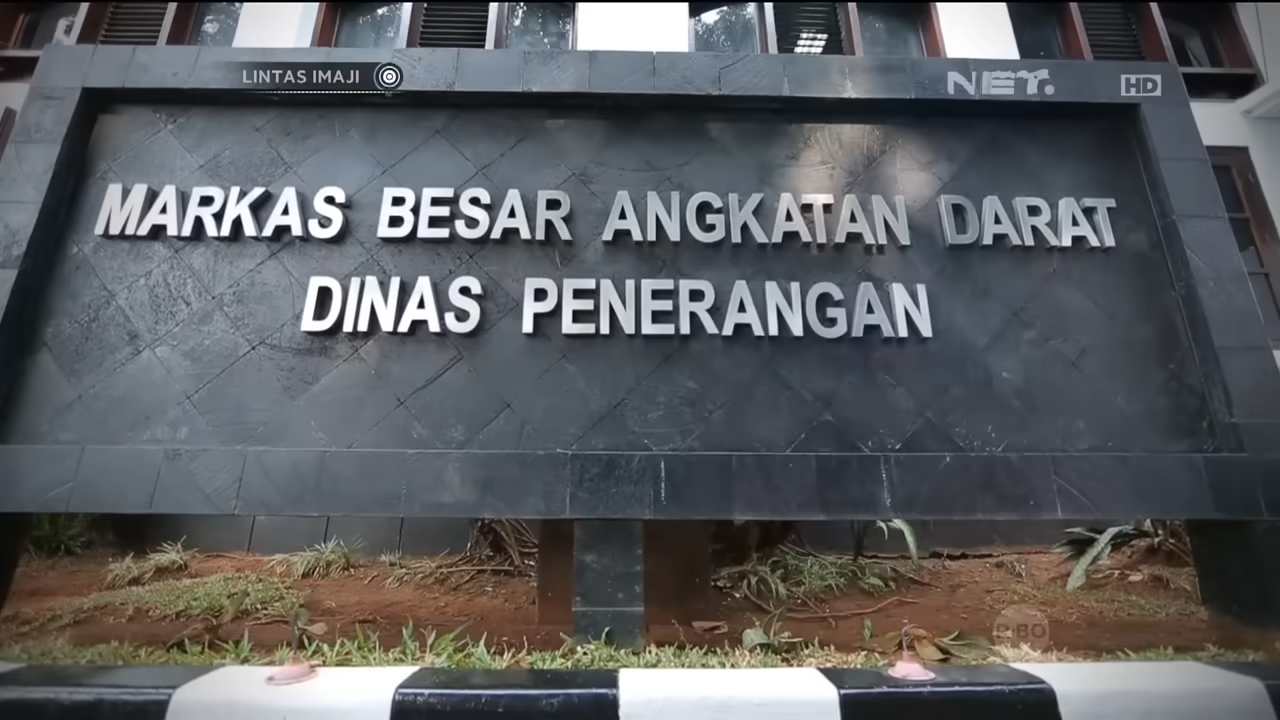 LINTAS IMAJI
NET.
HD
MARKAS BESAR ANGKATAN DARAT
DINAS PENERANGAN